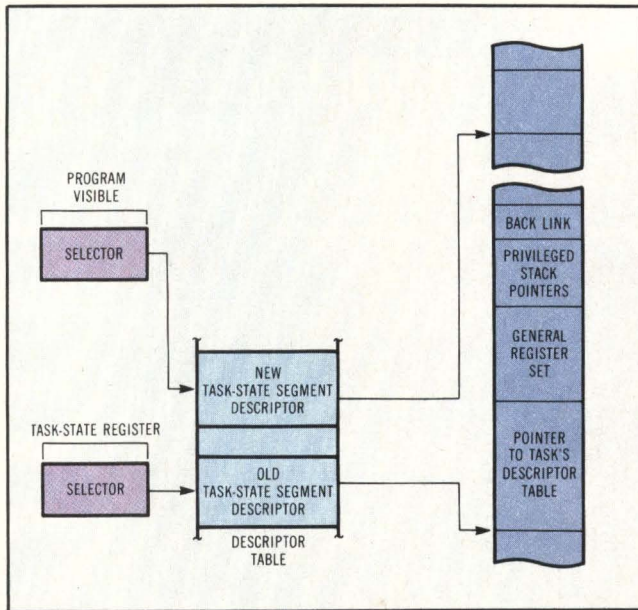 PROGRAM
VISIBLE
SELECTOR
TASK-STATE REGISTER
SELECTOR
NEW
TASK-STATE SEGMENT
DESCRIPTOR
OLD
TASK-STATE SEGMENT
DESCRIPTOR
DESCRIPTOR
TABLE
BACK LINK
PRIVILEGED
STACK
POINTERS
GENERAL
REGISTER
SET
POINTER
TO TASK'S
DESCRIPTOR
TABLE